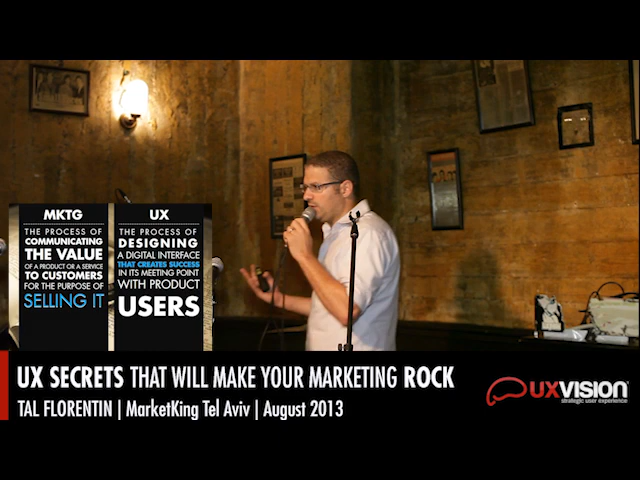 MKTG
THE PROCESS OF
COMMUNICATING
THE VALUE
OF A PRODUCT OR A SERVICE
TO CUSTOMERS
FOR THE PURPOSE OF
SELLING IT
UX
THE PROCESS OF
DESIGNING
A DIGITAL INTERFACE
THAT CREATES SUCCESS
IN ITS MEETING POINT
WITH PRODUCT
USERS
UX SECRETS THAT WILL MAKE YOUR MARKETING ROCK
TAL FLORENTIN | MarketKing Tel Aviv | August 2013
UXVISION
strategic user experience